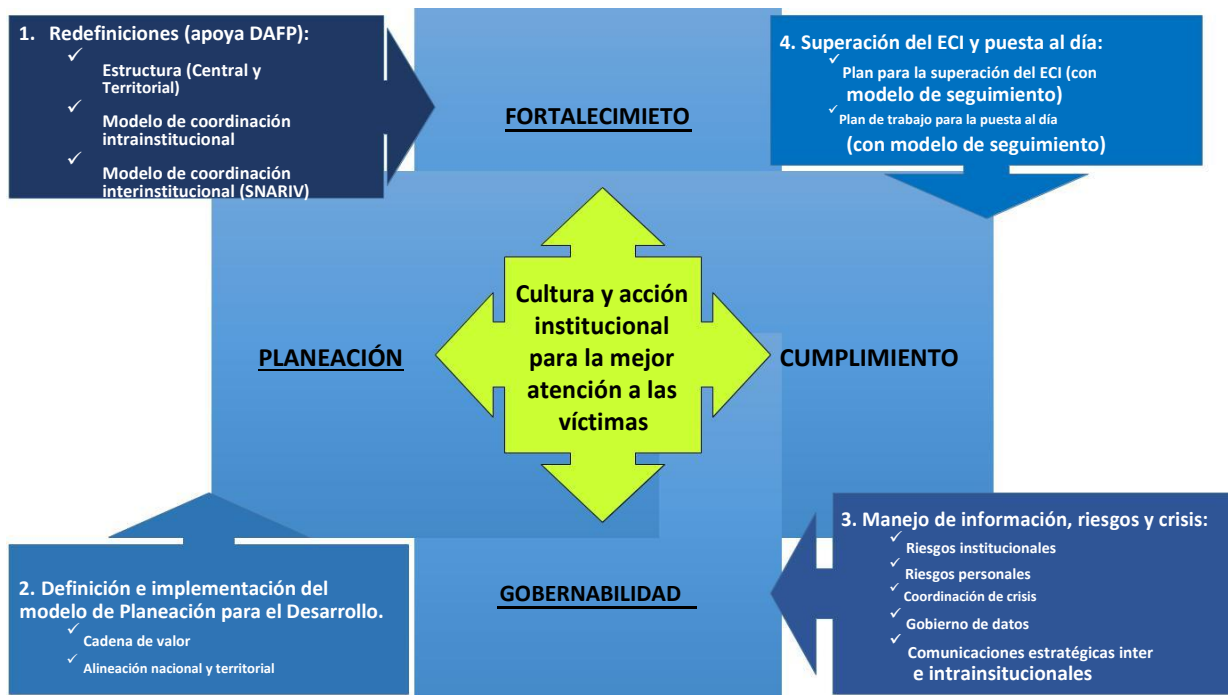 1. Redefiniciones (apoya DAFP):
✓ Estructura (Central y
Territorial)
✓ Modelo de coordinación
intrainstitucional
✓ Modelo de coordinación
interinstitucional (SNARIV)
FORTALECIMIETO
4. Superación del ECI y puesta al día:
✓ Plan para la superación del ECI (con
modelo de seguimiento)
✓ Plan de trabajo para la puesta al día
(con modelo de seguimiento)
PLANEACIÓN
Cultura y acción
institucional
para la mejor
atención a las
víctimas
CUMPLIMIENTO
2. Definición e implementación del
modelo de Planeación para el Desarrollo.
✓ Cadena de valor
✓ Alineación nacional y territorial
GOBERNABILIDAD
3. Manejo de información, riesgos y crisis:
✓ Riesgos institucionales
✓ Riesgos personales
✓ Coordinación de crisis
✓ Gobierno de datos
✓ Comunicaciones estratégicas inter
e intrainsitucionales